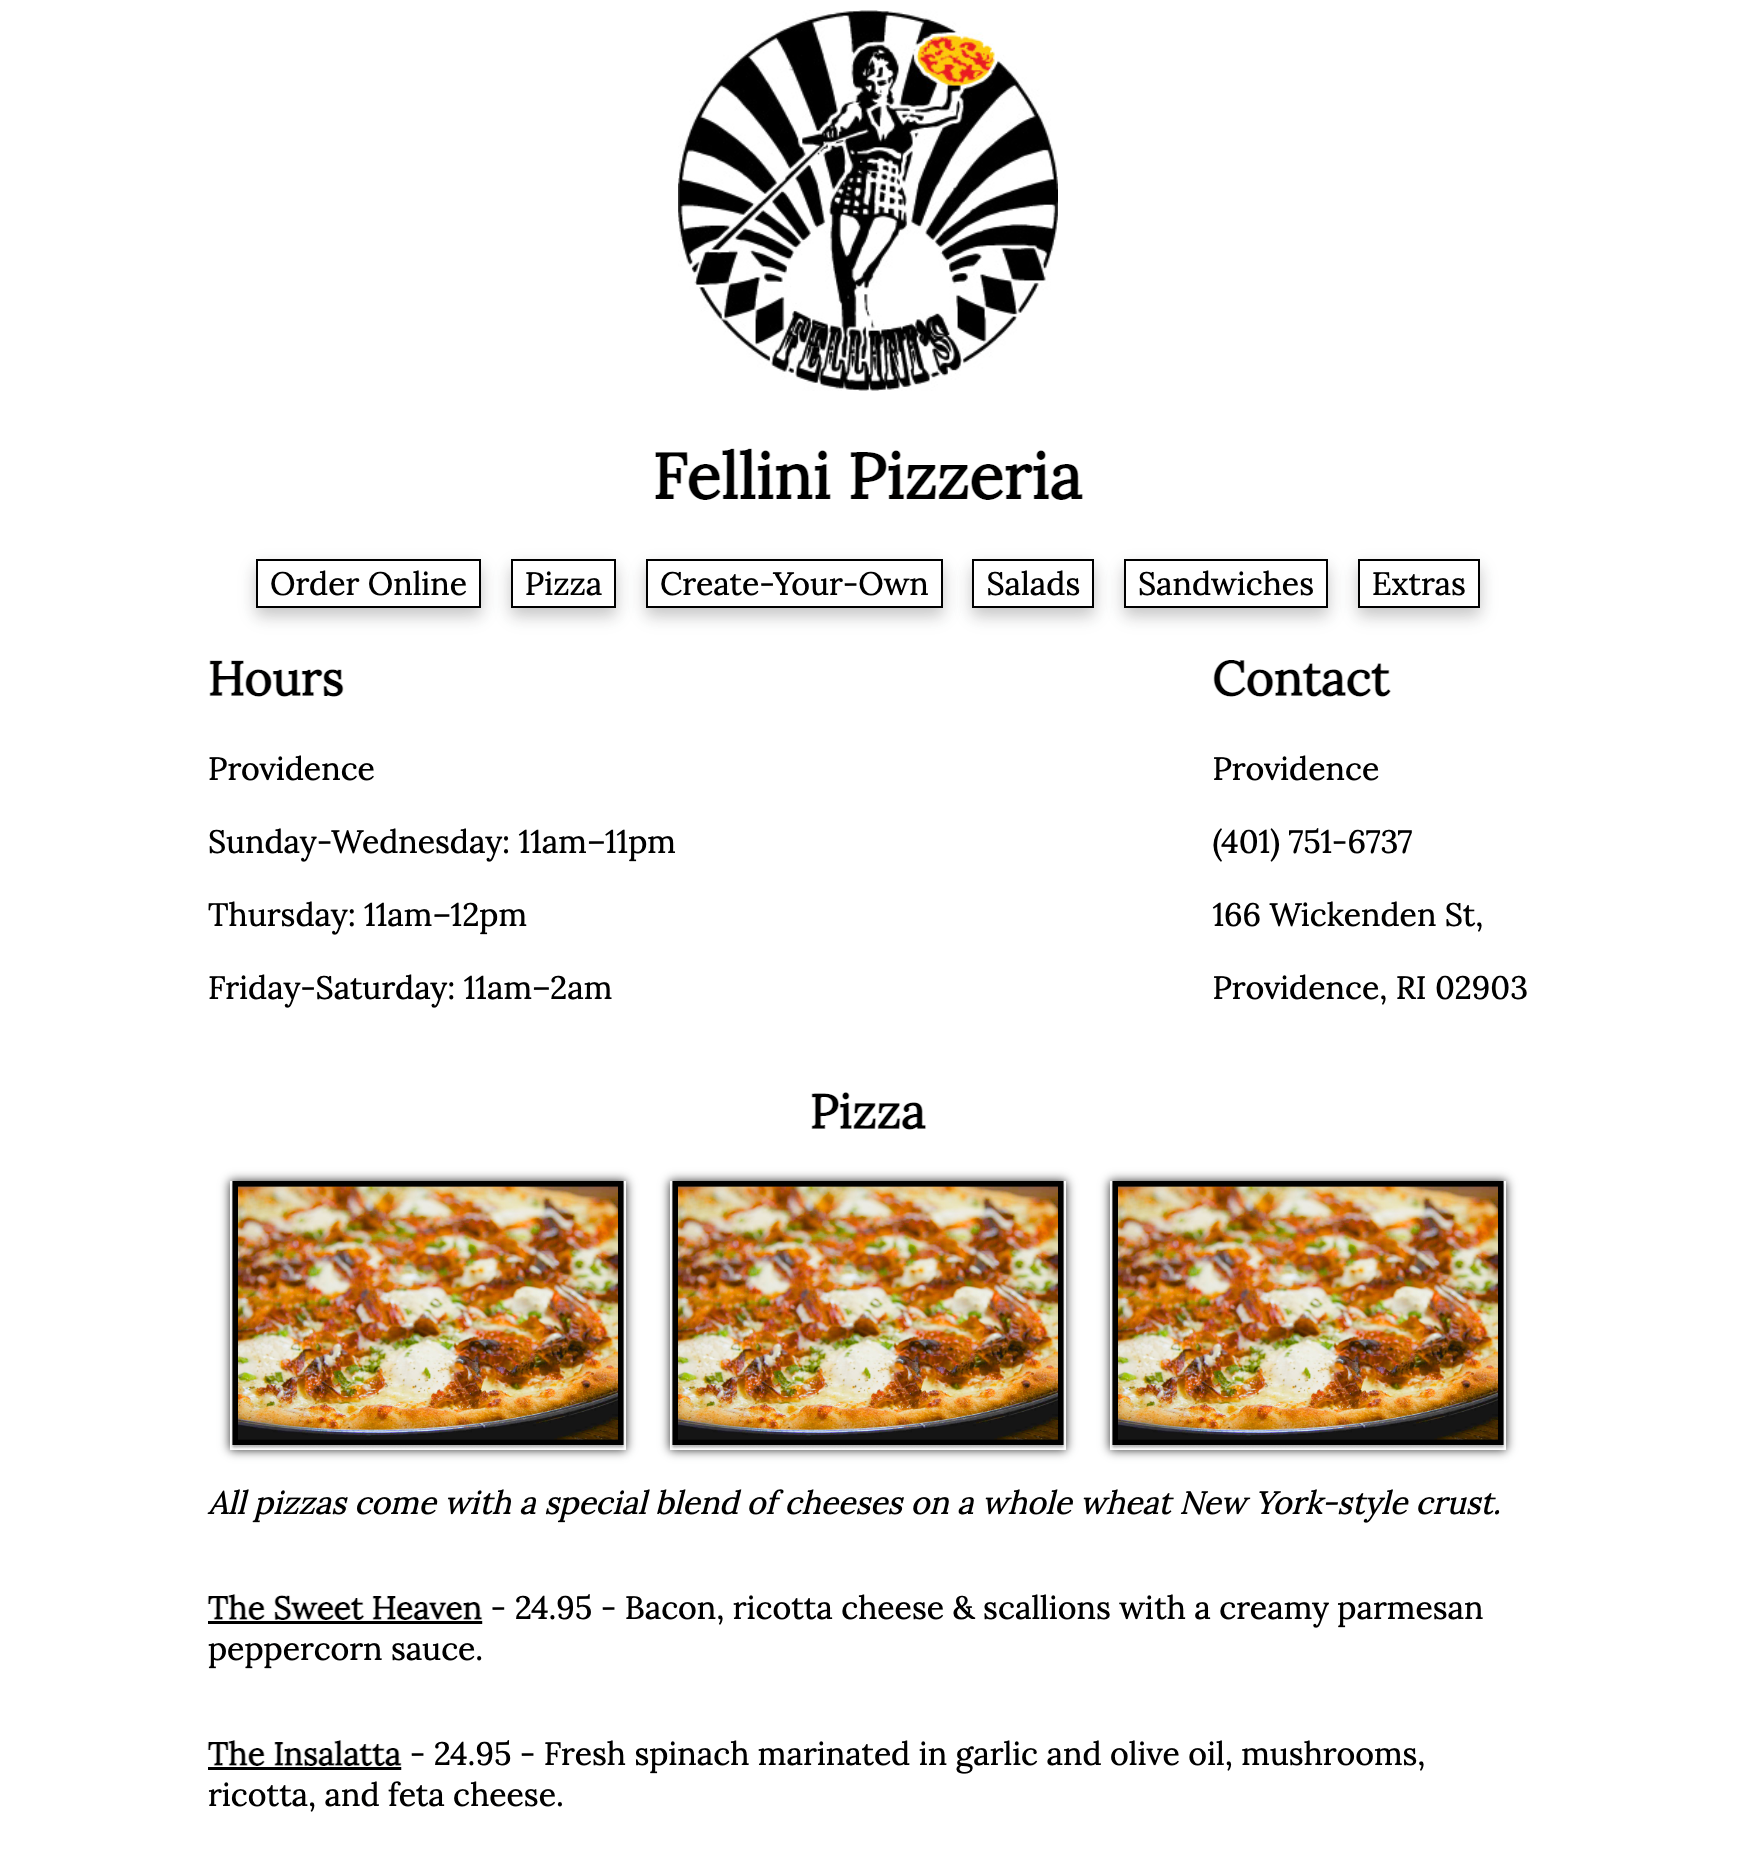 FELLINI'S
Fellini Pizzeria
Order Online
Pizza
Create-Your-Own
Salads
Sandwiches
Extras
Hours
Providence
Sunday-Wednesday: 11am–11pm
Thursday: 11am–12pm
Friday-Saturday: 11am–2am
Contact
Providence
(401) 751-6737
166 Wickenden St,
Providence, RI 02903
Pizza
All pizzas come with a special blend of cheeses on a whole wheat New York-style crust.
The Sweet Heaven - 24.95 - Bacon, ricotta cheese & scallions with a creamy parmesan
peppercorn sauce.
The Insalatta - 24.95 - Fresh spinach marinated in garlic and olive oil, mushrooms,
ricotta, and feta cheese.